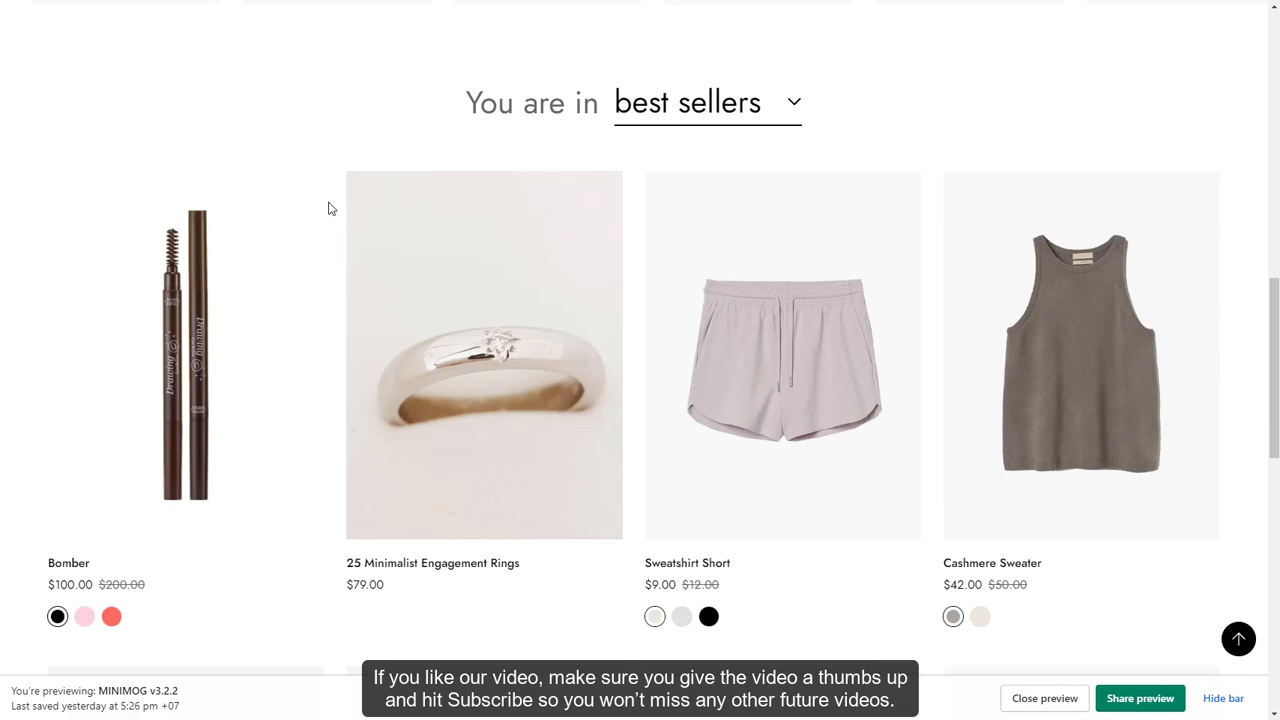 You are in best sellers
Drawing
Drawing
Bomber
25 Minimalist Engagement Rings
Sweatshirt Short
Cashmere Sweater
$100.00 $200.00
$79.00
$9.00 $12.00
$42.00 $50.00
If you like our video, make sure you give the video a thumbs up
and hit Subscribe so you won't miss any other future videos.
You're previewing: MINIMOG v3.2.2
Last saved yesterday at 5:26 pm +07
Close preview
Share preview
Hide bar